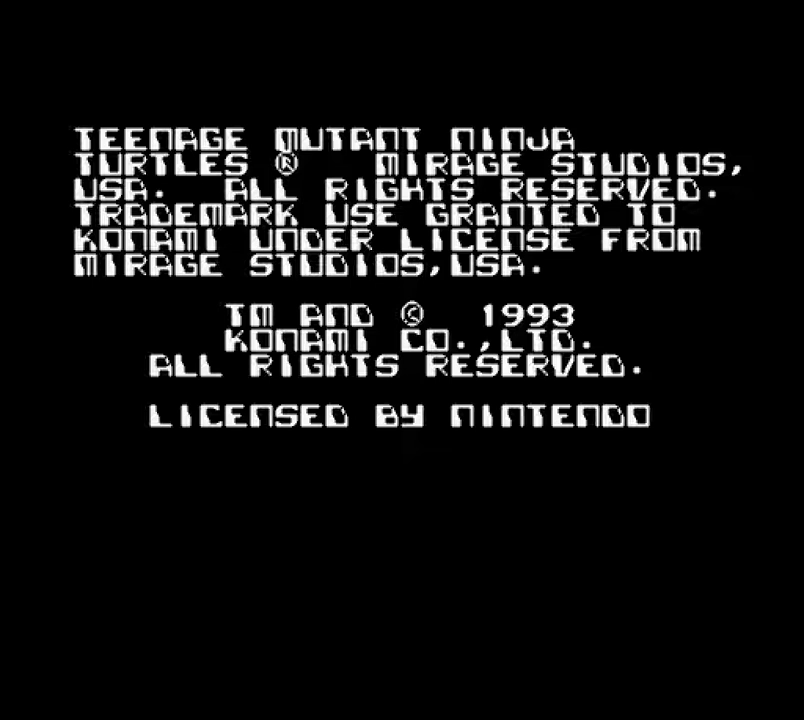 TEENAGE MUTANT NINJA
TURTLES ® MIRAGE STUDIOS,
USA. ALL RIGHTS RESERVED.
TRADEMARK USE GRANTED TO
KONAMI UNDER LICENSE FROM
MIRAGE STUDIOS,USA.
TM AND © 1993
KONAMI CO.,LTD.
ALL RIGHTS RESERVED.
LICENSED BY NINTENDO